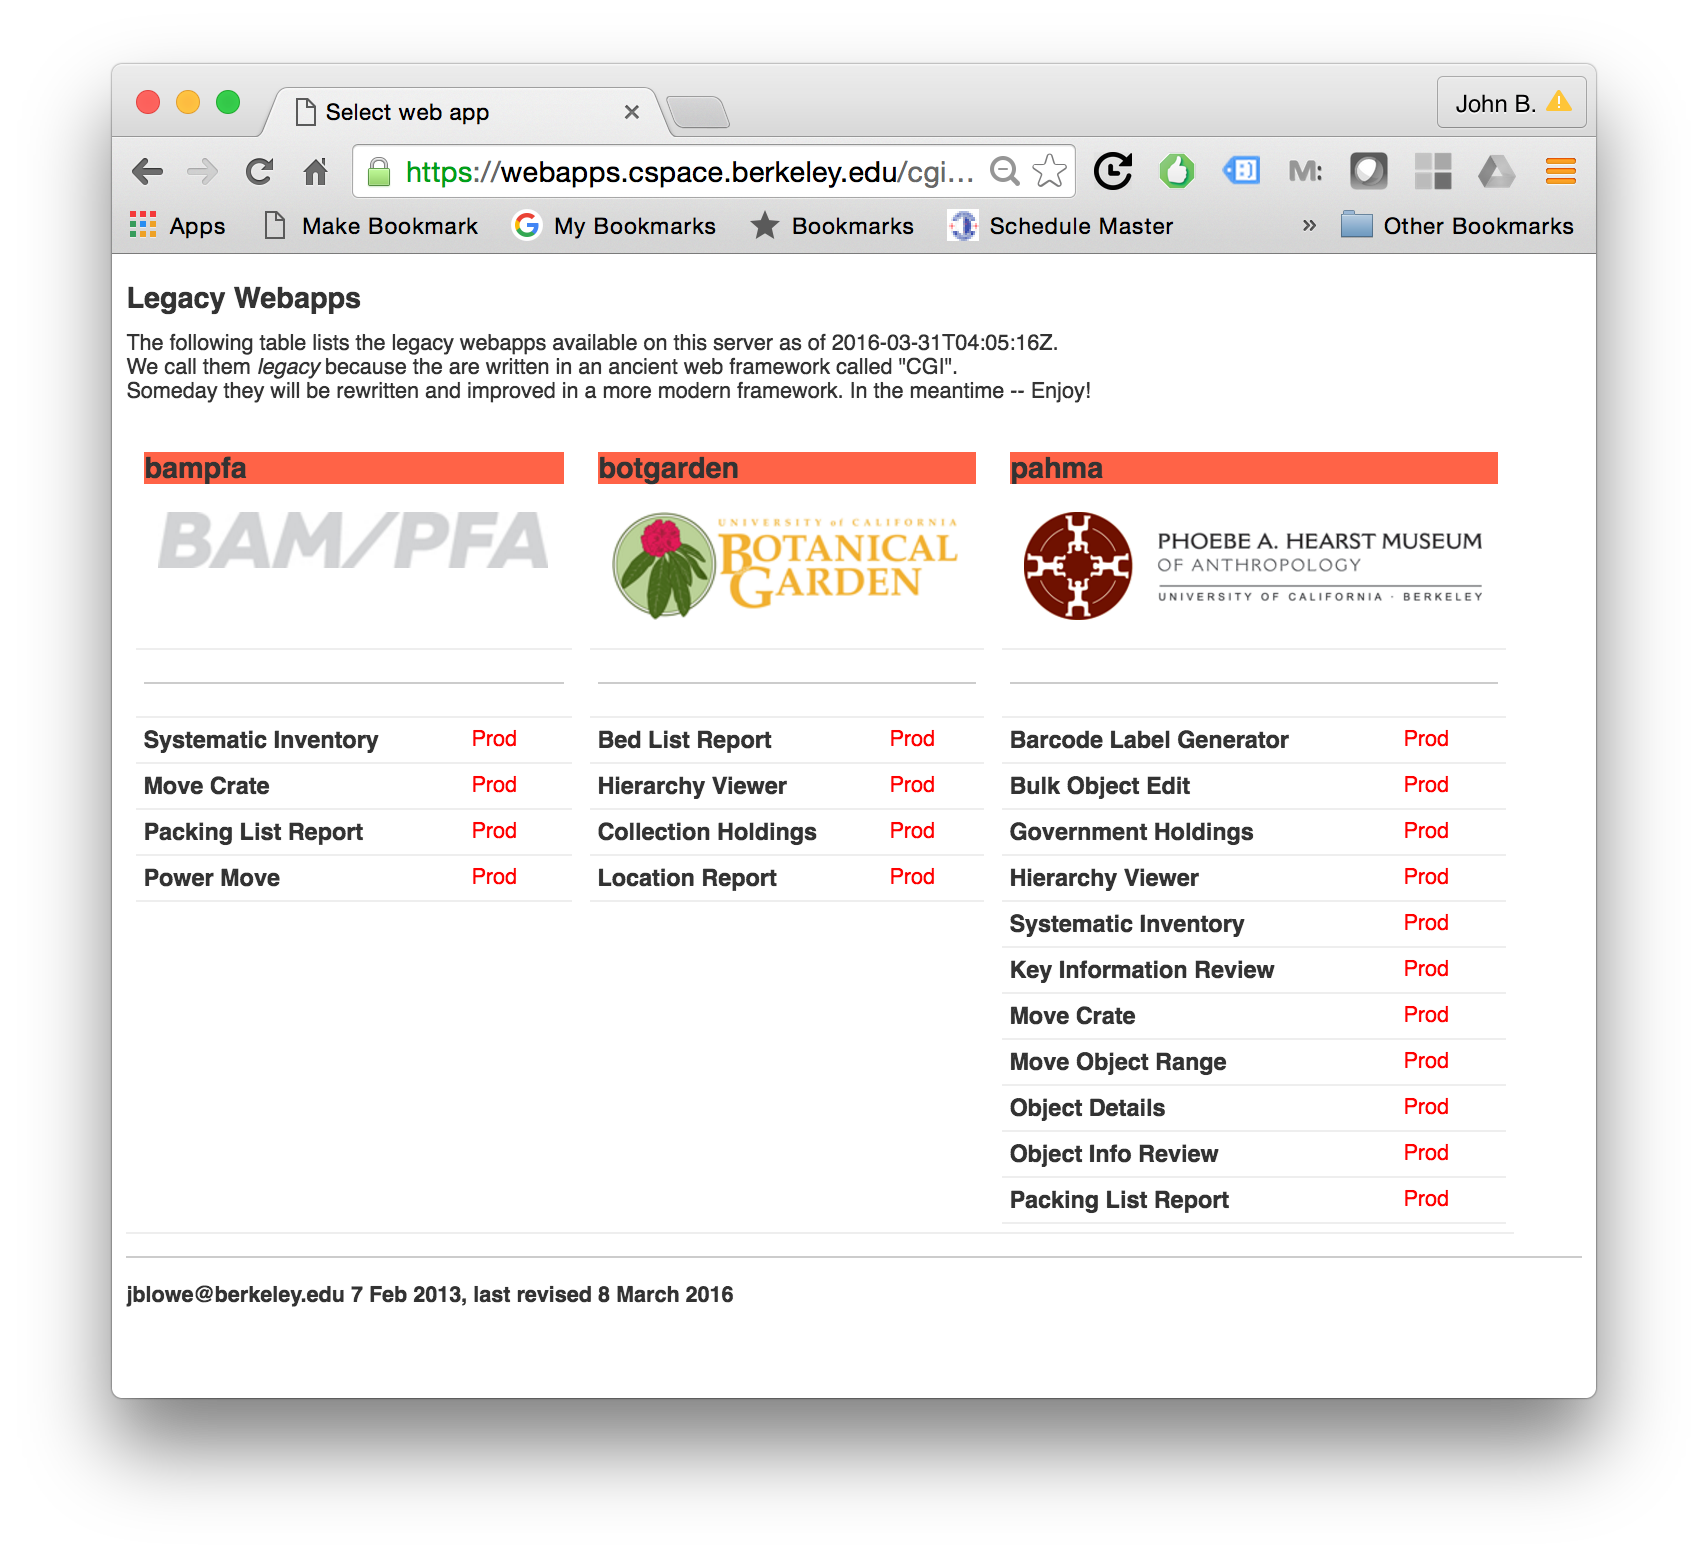 Select web app
John B.
https://webapps.cspace.berkeley.edu/cgi...
M:
Apps
Make Bookmark
My Bookmarks
Bookmarks
Schedule Master
»
Other Bookmarks
Legacy Webapps
The following table lists the legacy webapps available on this server as of 2016-03-31T04:05:16Z.
We call them legacy because the are written in an ancient web framework called "CGI".
Someday they will be rewritten and improved in a more modern framework. In the meantime -- Enjoy!
bampfa
BAM/PFA
Systematic Inventory Prod
Move Crate Prod
Packing List Report Prod
Power Move Prod
botgarden
UNIVERSITY of CALIFORNIA
BOTANICAL
GARDEN
Bed List Report Prod
Hierarchy Viewer Prod
Collection Holdings Prod
Location Report Prod
pahma
PHOEBE A. HEARST MUSEUM
OF ANTHROPOLOGY
UNIVERSITY OF CALIFORNIA · BERKELEY
Barcode Label Generator Prod
Bulk Object Edit Prod
Government Holdings Prod
Hierarchy Viewer Prod
Systematic Inventory Prod
Key Information Review Prod
Move Crate Prod
Move Object Range Prod
Object Details Prod
Object Info Review Prod
Packing List Report Prod
jblowe@berkeley.edu 7 Feb 2013, last revised 8 March 2016